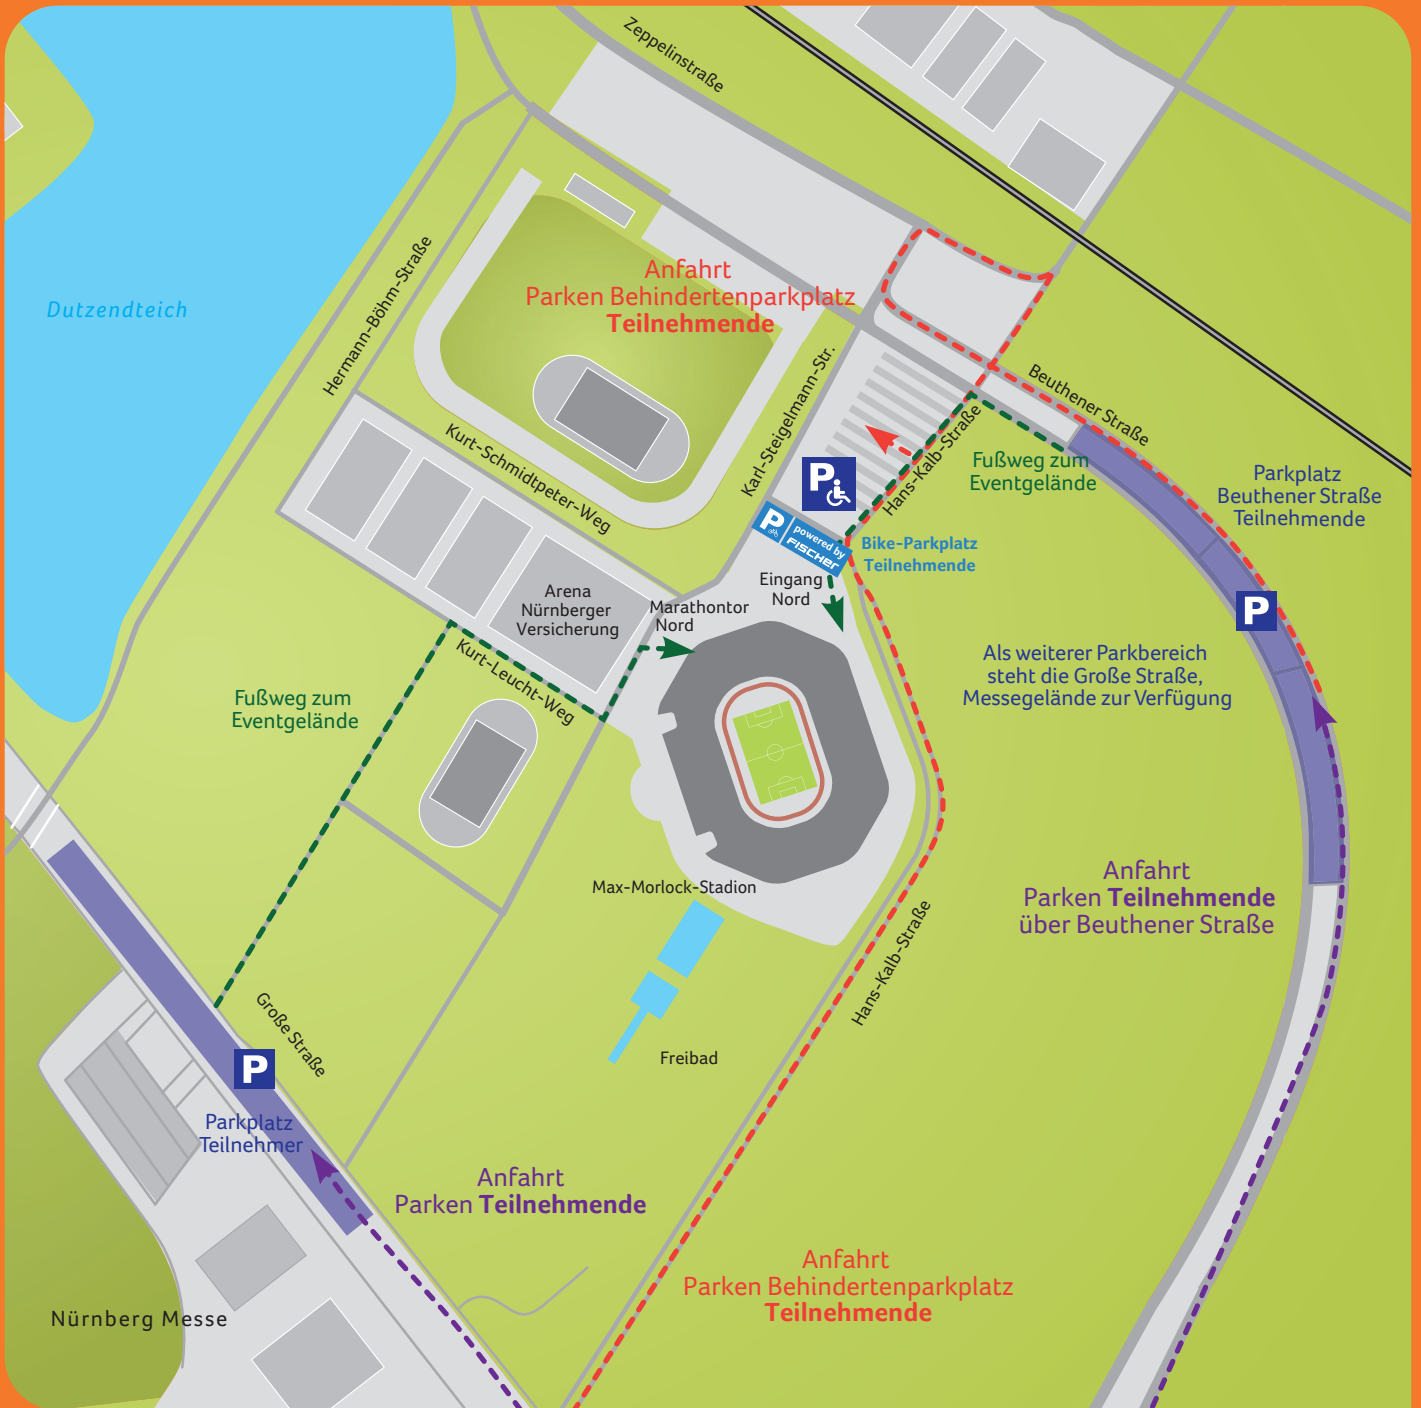 Zeppelinstraße
Dutzendteich
Hermann-Böhm-Straße
Anfahrt
Parken Behindertenparkplatz
Teilnehmende
Karl-Steigelmann-Str.
Beuthener Straße
Kurt-Schmidtpeter-Weg
P
Hans-Kalb-Straße
Fußweg zum
Eventgelände
Parkplatz
Beuthener Straße
Teilnehmende
P
powered by
FISCHER
Bike-Parkplatz
Teilnehmende
Eingang
Nord
Arena
Nürnberger
Versicherung
Marathontor
Nord
P
Kurt-Leucht-Weg
Als weiterer Parkbereich
steht die Große Straße,
Messegelände zur Verfügung
Fußweg zum
Eventgelände
Max-Morlock-Stadion
Anfahrt
Parken Teilnehmende
über Beuthener Straße
Hans-Kalb-Straße
Große Straße
Freibad
P
Parkplatz
Teilnehmer
Anfahrt
Parken Teilnehmende
Anfahrt
Parken Behindertenparkplatz
Teilnehmende
Nürnberg Messe